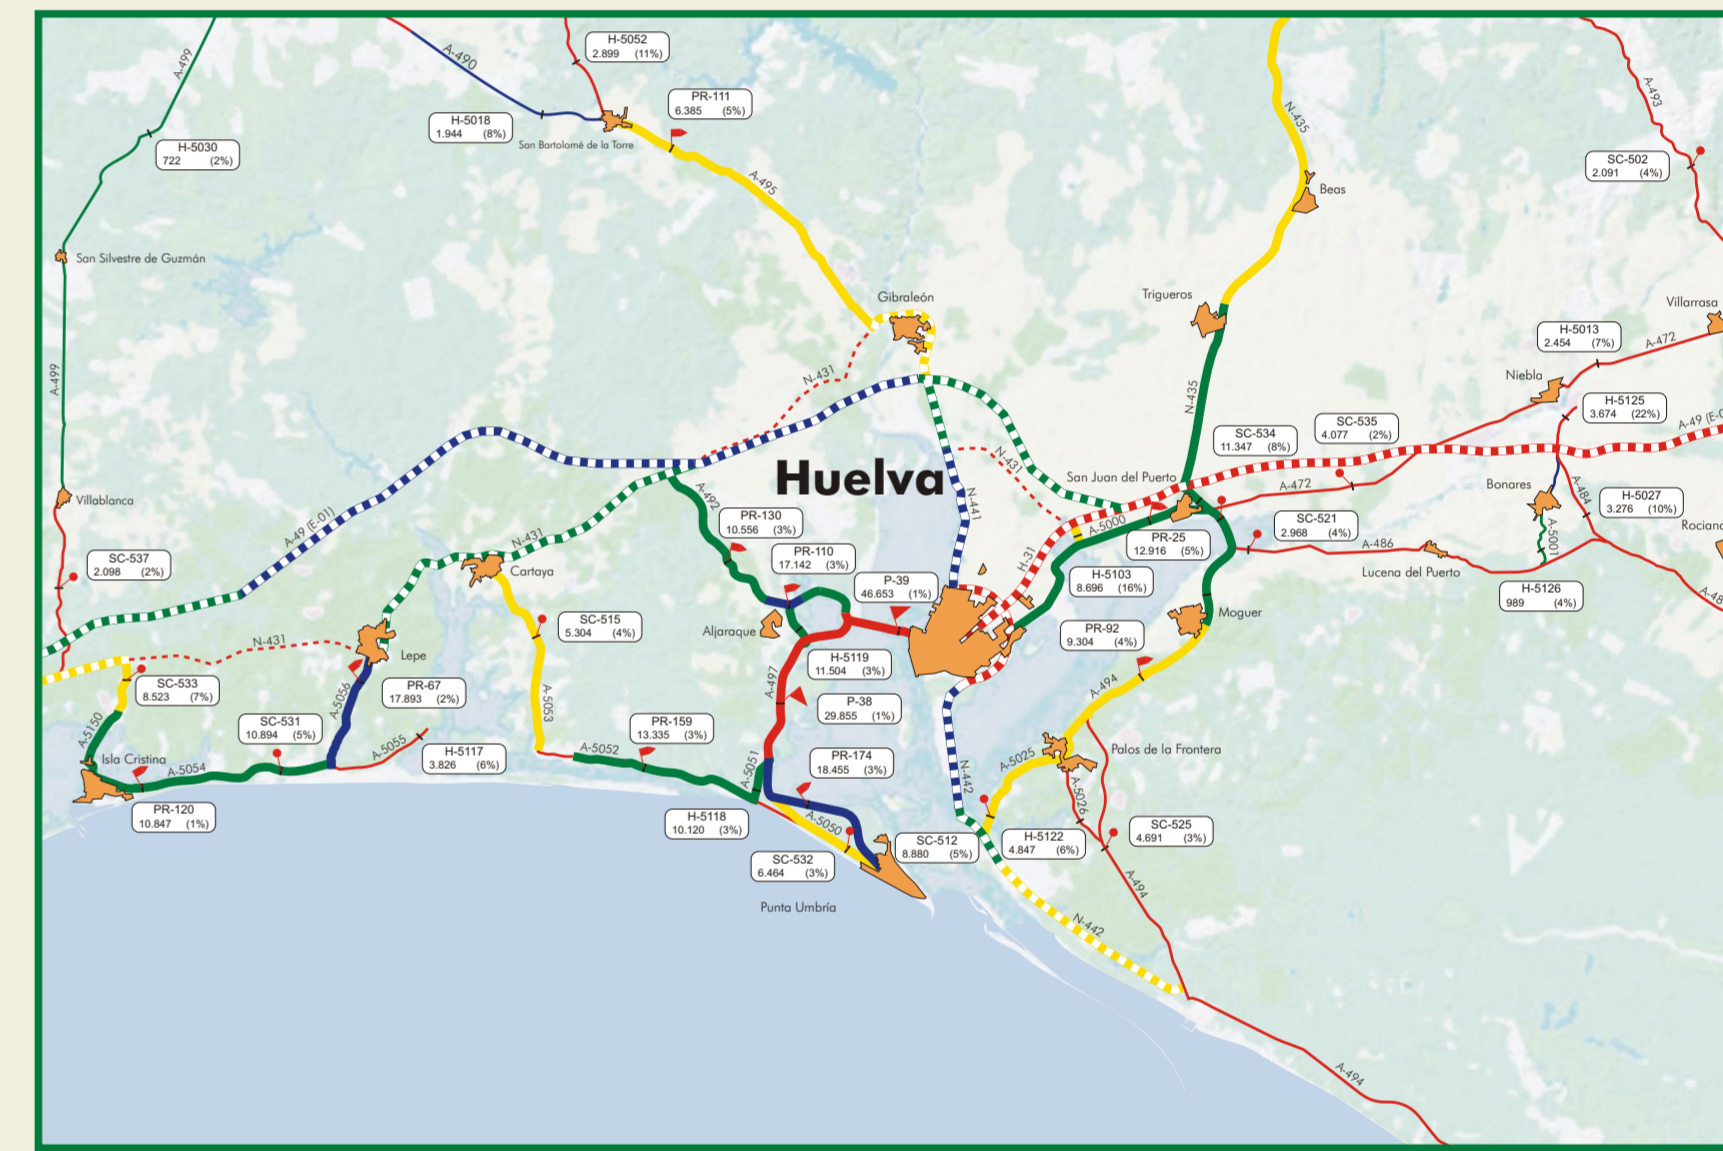 A-499
A-490
H-5052
2.899 (11%)
PR-111
6.385 (5%)
H-5018
1.944 (8%)
San Bartolomé de la Torre
H-5030
722 (2%)
A-495
N-435
A-493
SC-502
2.091 (4%)
Beas
San Silvestre de Guzmán
Gibraleón
Trigueros
Villarrasa
H-5013
2.454 (7%)
A-472
A-499
N-431
N-435
Niebla
H-5125
3.674 (22%)
A-49 (E-0
SC-534
11.347 (8%)
SC-535
4.077 (2%)
Huelva
N-431
San Juan del Puerto
A-472
Bonares
A-484
H-5027
3.276 (10%)
Villablanca
A-49 (E-01)
A-492
N-441
N-431
PR-130
10.556 (3%)
A-5000
SC-521
2.968 (4%)
A-5001
Rociana
PR-25
12.916 (5%)
A-486
Lucena del Puerto
PR-110
17.142 (3%)
H-31
SC-537
2.098 (2%)
Cartaya
P-39
46.653 (1%)
H-5103
8.696 (16%)
H-5126
989 (4%)
A-48
SC-515
5.304 (4%)
Aljaraque
Moguer
PR-92
9.304 (4%)
N-431
Lepe
H-5119
11.504 (3%)
SC-533
8.523 (7%)
A-5056
PR-67
17.893 (2%)
A-5053
A-497
A-494
P-38
29.855 (1%)
A-5150
SC-531
10.894 (5%)
PR-159
13.335 (3%)
A-5055
Isla Cristina
A-5054
H-5117
3.826 (6%)
A-5052
A-5051
PR-174
18.455 (3%)
N-442
A-5025
Palos de la Frontera
A-5026
PR-120
10.847 (1%)
H-5118
10.120 (3%)
A-5050
SC-512
8.880 (5%)
H-5122
4.847 (6%)
SC-525
4.691 (3%)
SC-532
6.464 (3%)
A-494
Punta Umbría
N-442
A-494